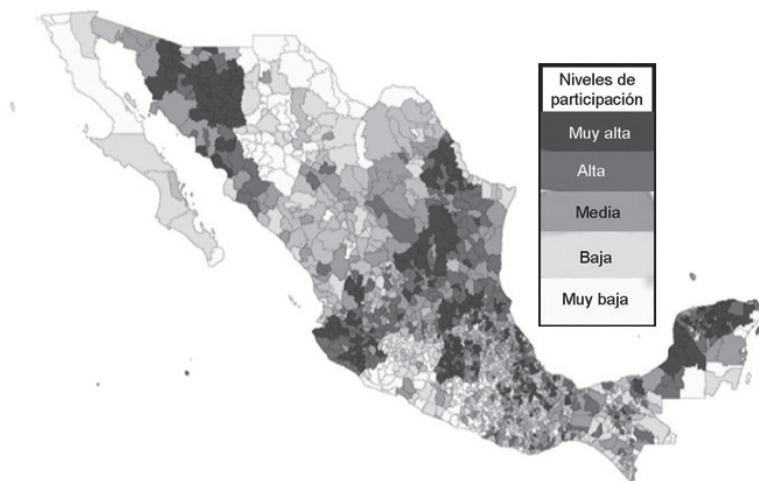 Niveles de
participación
Muy alta
Alta
Media
Baja
Muy baja